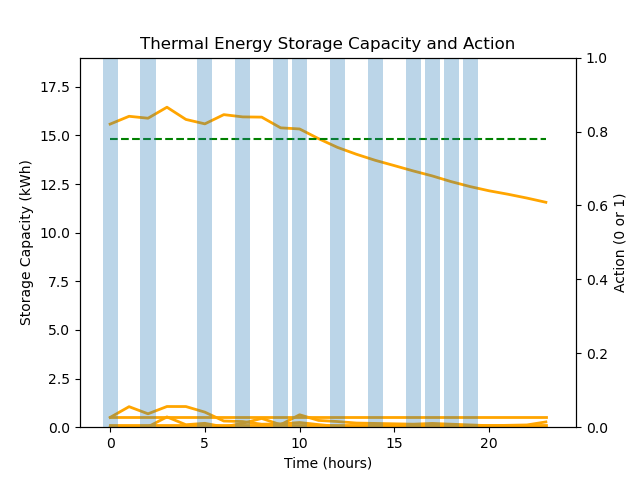 Thermal Energy Storage Capacity and Action
17.5
15.0
12.5
10.0
7.5
5.0
2.5
0.0
Storage Capacity (kWh)
1.0
0.8
0.6
0.4
0.2
0.0
Action (0 or 1)
0 5 10 15 20
Time (hours)